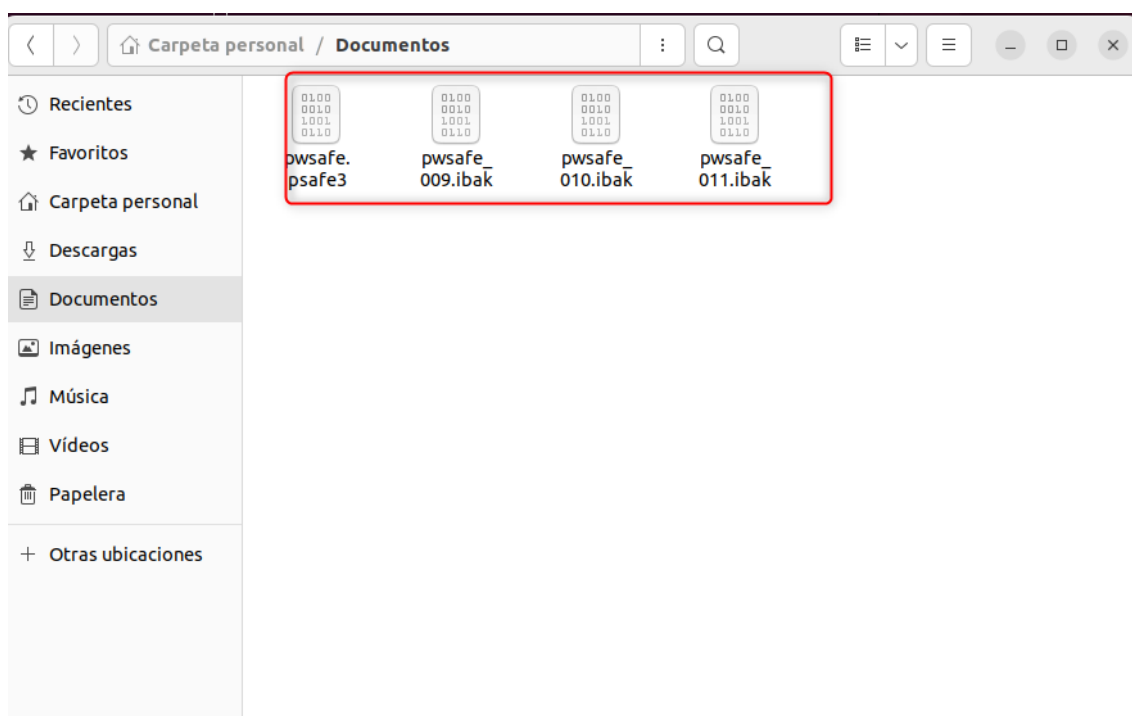 Carpeta personal / Documentos
Recientes
Favoritos
Carpeta personal
Descargas
Documentos
Imágenes
Música
Vídeos
Papelera
+ Otras ubicaciones
0100
0010
1001
0110
pwsafe.
psafe3
0100
0010
1001
0110
pwsafe_
009.ibak
0100
0010
1001
0110
pwsafe_
010.ibak
0100
0010
1001
0110
pwsafe_
011.ibak